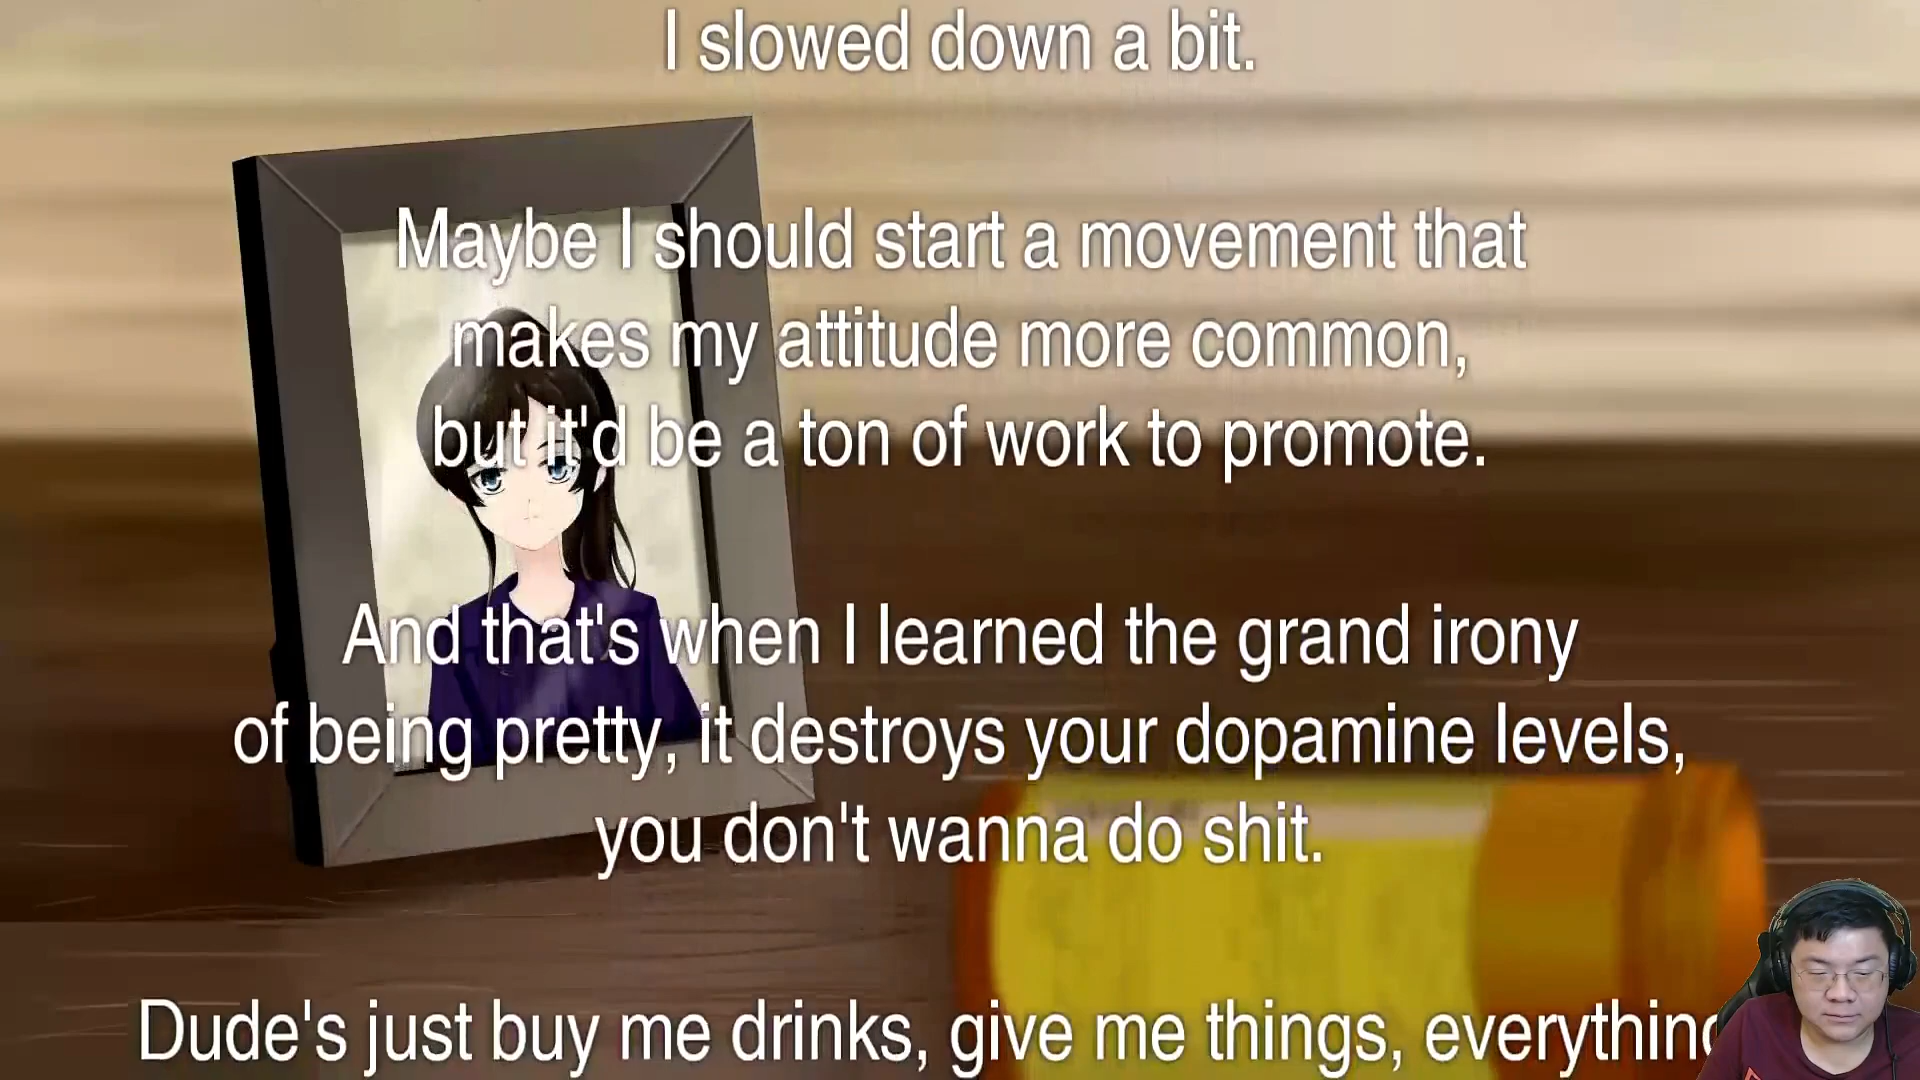 I slowed down a bit.
Maybe I should start a movement that
makes my attitude more common,
but it'd be a ton of work to promote.
And that's when I learned the grand irony
of being pretty, it destroys your dopamine levels,
you don't wanna do shit.
Dude's just buy me drinks, give me things, everything